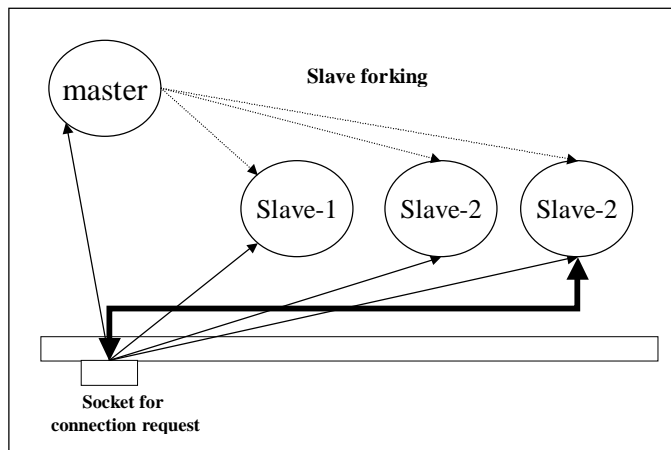 Slave forking
master
Slave-1
Slave-2
Slave-2
Socket for
connection request